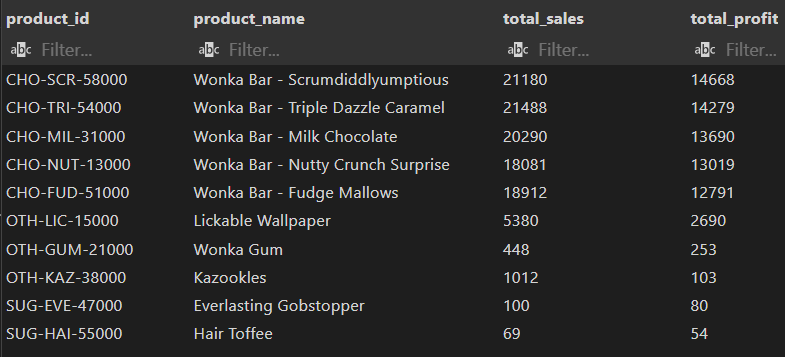 product_id product_name total_sales total_profit
abc Filter... abc Filter... abc Filter... abc Filter...
CHO-SCR-58000 Wonka Bar - Scrumdiddlyumptious 21180 14668
CHO-TRI-54000 Wonka Bar - Triple Dazzle Caramel 21488 14279
CHO-MIL-31000 Wonka Bar - Milk Chocolate 20290 13690
CHO-NUT-13000 Wonka Bar - Nutty Crunch Surprise 18081 13019
CHO-FUD-51000 Wonka Bar - Fudge Mallows 18912 12791
OTH-LIC-15000 Lickable Wallpaper 5380 2690
OTH-GUM-21000 Wonka Gum 448 253
OTH-KAZ-38000 Kazookles 1012 103
SUG-EVE-47000 Everlasting Gobstopper 100 80
SUG-HAI-55000 Hair Toffee 69 54